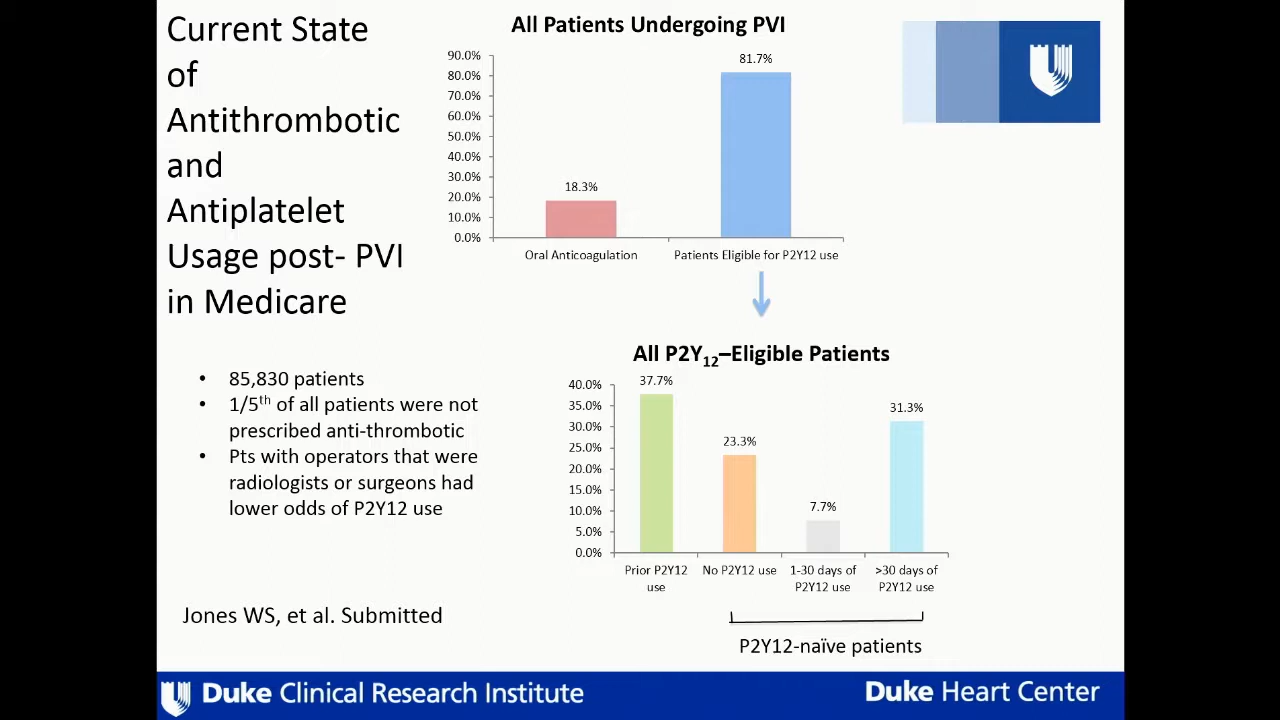 Current State
of
Antithrombotic
and
Antiplatelet
Usage post- PVI
in Medicare
• 85,830 patients
• 1/5th of all patients were not
prescribed anti-thrombotic
• Pts with operators that were
radiologists or surgeons had
lower odds of P2Y12 use
Jones WS, et al. Submitted
All Patients Undergoing PVI
90.0%
80.0%
70.0%
60.0%
50.0%
40.0%
30.0%
20.0%
10.0%
0.0%
18.3%
81.7%
Oral Anticoagulation
Patients Eligible for P2Y12 use
All P2Y12–Eligible Patients
40.0%
35.0%
30.0%
25.0%
20.0%
15.0%
10.0%
5.0%
0.0%
37.7%
23.3%
7.7%
31.3%
Prior P2Y12
use
No P2Y12 use
1-30 days of
P2Y12 use
>30 days of
P2Y12 use
P2Y12-naïve patients
Duke Clinical Research Institute
Duke Heart Center